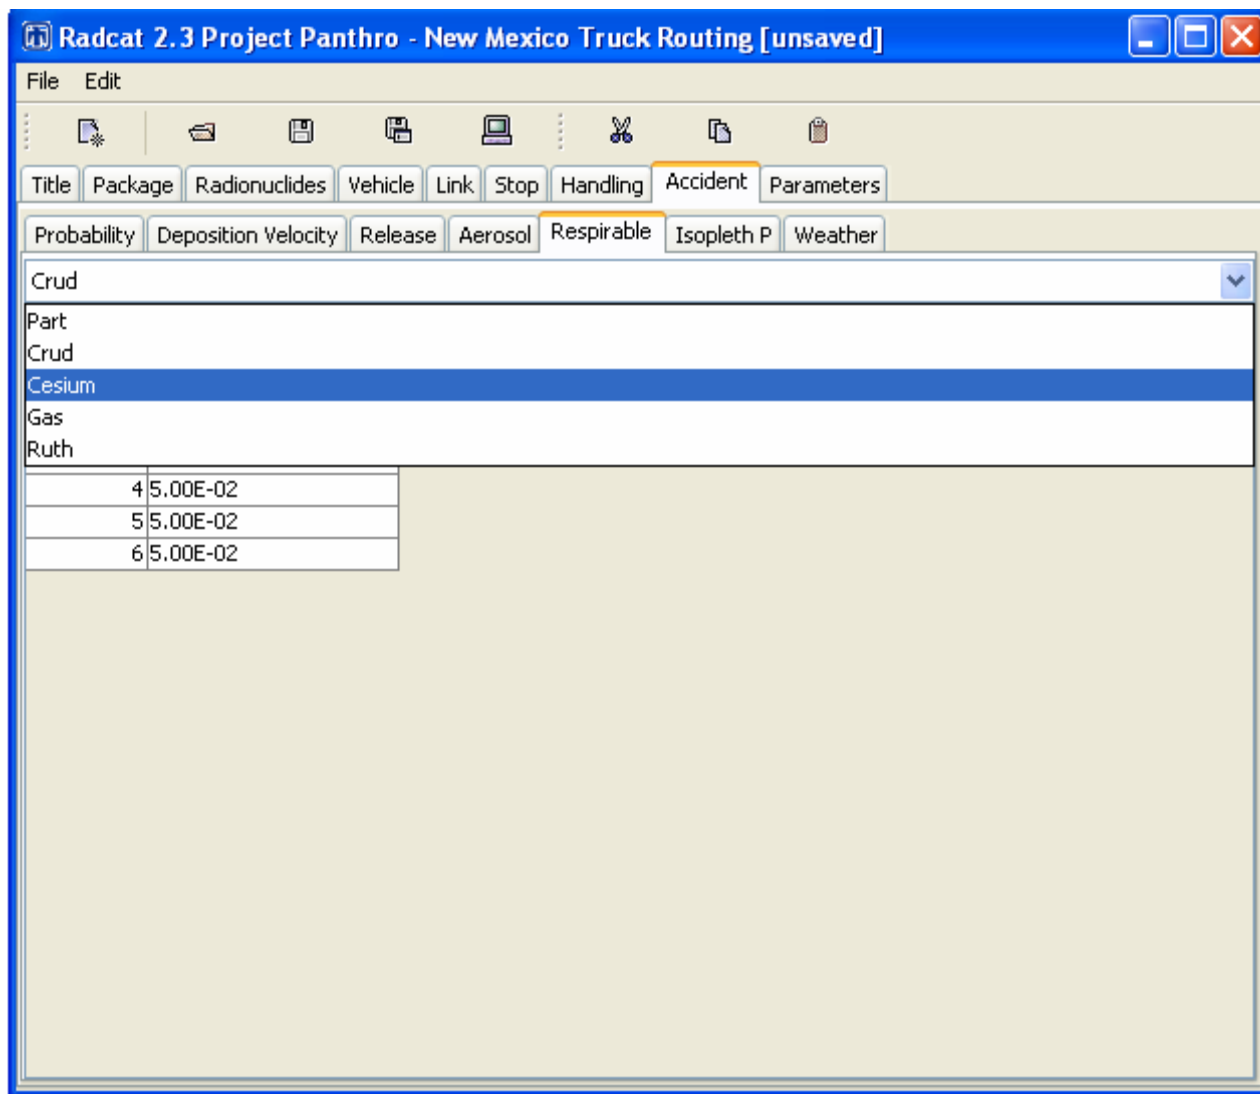 Radcat 2.3 Project Panthro - New Mexico Truck Routing [unsaved]
File Edit
Title Package Radionuclides Vehicle Link Stop Handling Accident Parameters
Probability Deposition Velocity Release Aerosol Respirable Isopleth P Weather
Crud
Part
Crud
Cesium
Gas
Ruth
4 5.00E-02
5 5.00E-02
6 5.00E-02